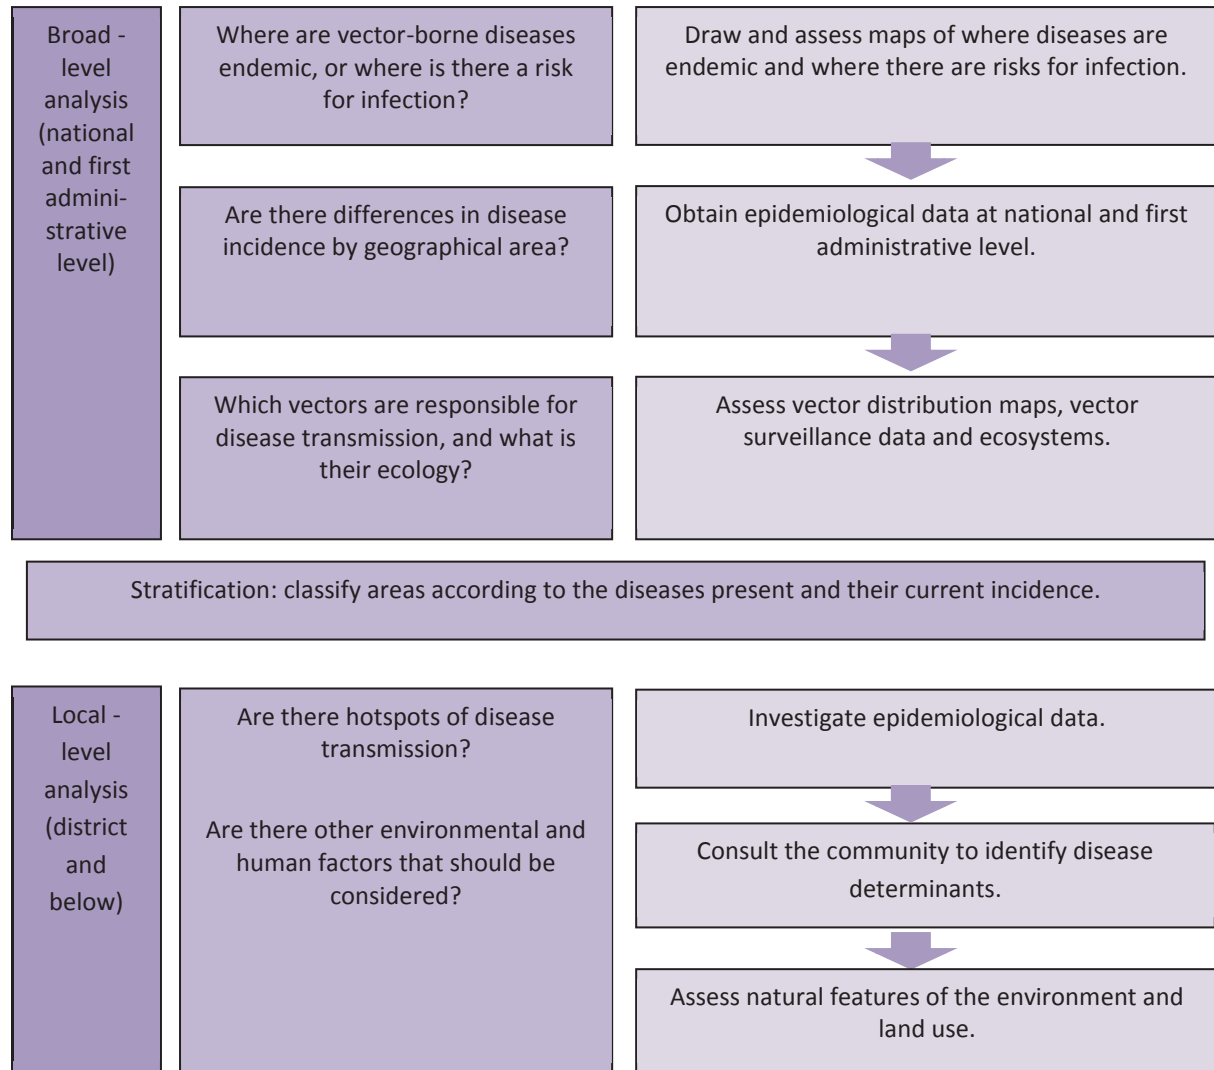 Broad -
level
analysis
(national
and first
admini-
strative
level)
Where are vector-borne diseases
endemic, or where is there a risk
for infection?
Draw and assess maps of where diseases are
endemic and where there are risks for infection.
Are there differences in disease
incidence by geographical area?
Obtain epidemiological data at national and first
administrative level.
Which vectors are responsible for
disease transmission, and what is
their ecology?
Assess vector distribution maps, vector
surveillance data and ecosystems.
Stratification: classify areas according to the diseases present and their current incidence.
Local -
level
analysis
(district
and
below)
Are there hotspots of disease
transmission?
Are there other environmental and
human factors that should be
considered?
Investigate epidemiological data.
Consult the community to identify disease
determinants.
Assess natural features of the environment and
land use.